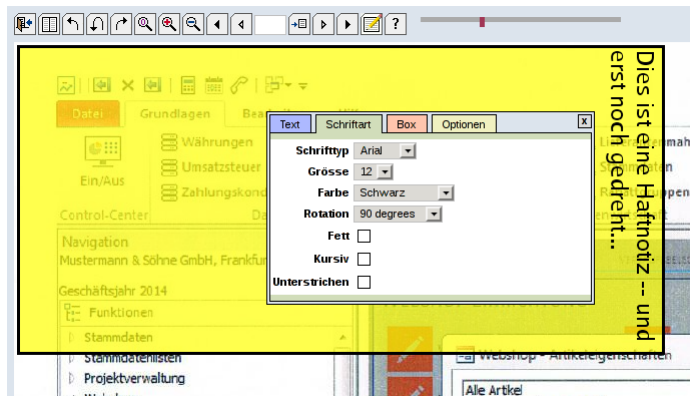 ?
Datei Grundlagen
Ein/Aus
Währungen
Umsatzsteuer
Zahlungskond
Control-Center
Text Schriftart Box Optionen X
Schrifttyp Arial
Grösse 12
Farbe Schwarz
Rotation 90 degrees
Fett
Kursiv
Unterstrichen
Dies ist eine Haftnotiz -- und
erst noch gedreht...
Navigation
Mustermann & Söhne GmbH, Frankfur
Geschäftsjahr 2014
Funktionen
Stammdaten
Stammdatenlisten
Projektverwaltung
Webshop - Artikeleigenschaften
Alle Artikel